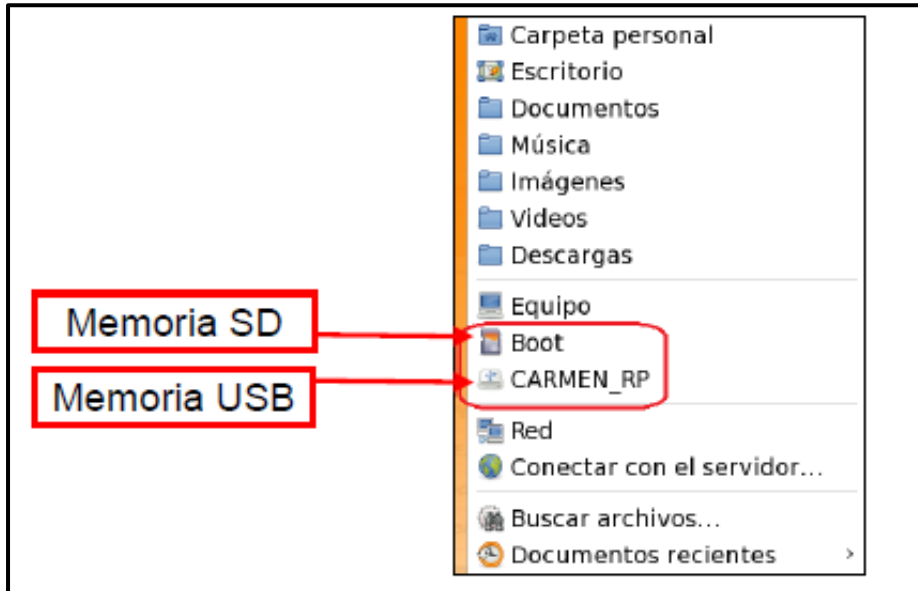 Carpeta personal
Escritorio
Documentos
Música
Imágenes
Videos
Descargas
Equipo
Memoria SD
Boot
Memoria USB
CARMEN_RP
Red
Conectar con el servidor...
Buscar archivos...
Documentos recientes